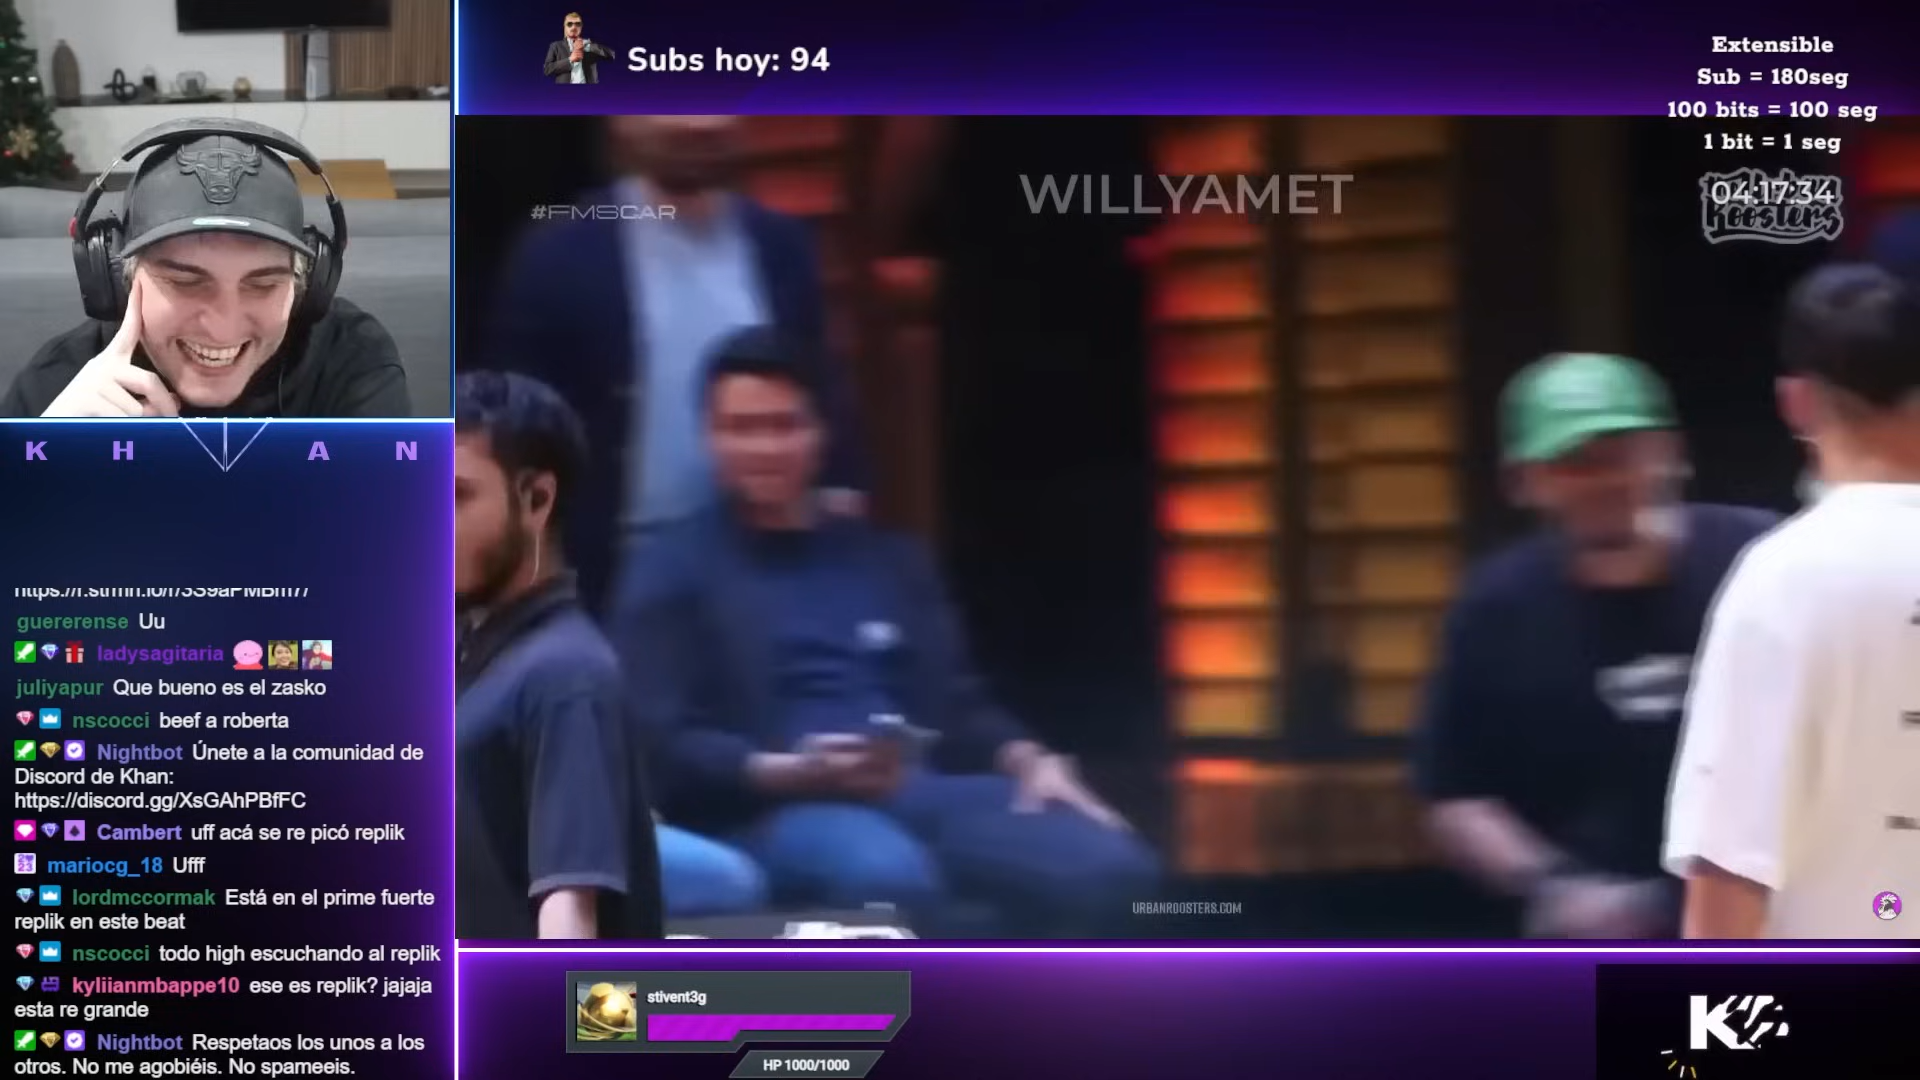 Subs hoy: 94
Extensible
Sub = 180seg
100 bits = 100 seg
1 bit = 1 seg
04:17:34
Roosters
#FMSCAR
WILLYAMET
K H A N
guererense Uu
ladysagitaria
juliyapur Que bueno es el zasko
nscocci beef a roberta
Nightbot Únete a la comunidad de
Discord de Khan:
https://discord.gg/XsGAhPBfFC
Cambert uff acá se re picó replik
mariocg_18 Ufff
lordmccormak Está en el prime fuerte
replik en este beat
nscocci todo high escuchando al replik
kyliianmbappe10 ese es replik? jajaja
esta re grande
Nightbot Respetaos los unos a los
otros. No me agobiéis. No spameeis.
URBANROOSTERS.COM
stivent3g
HP 1000/1000